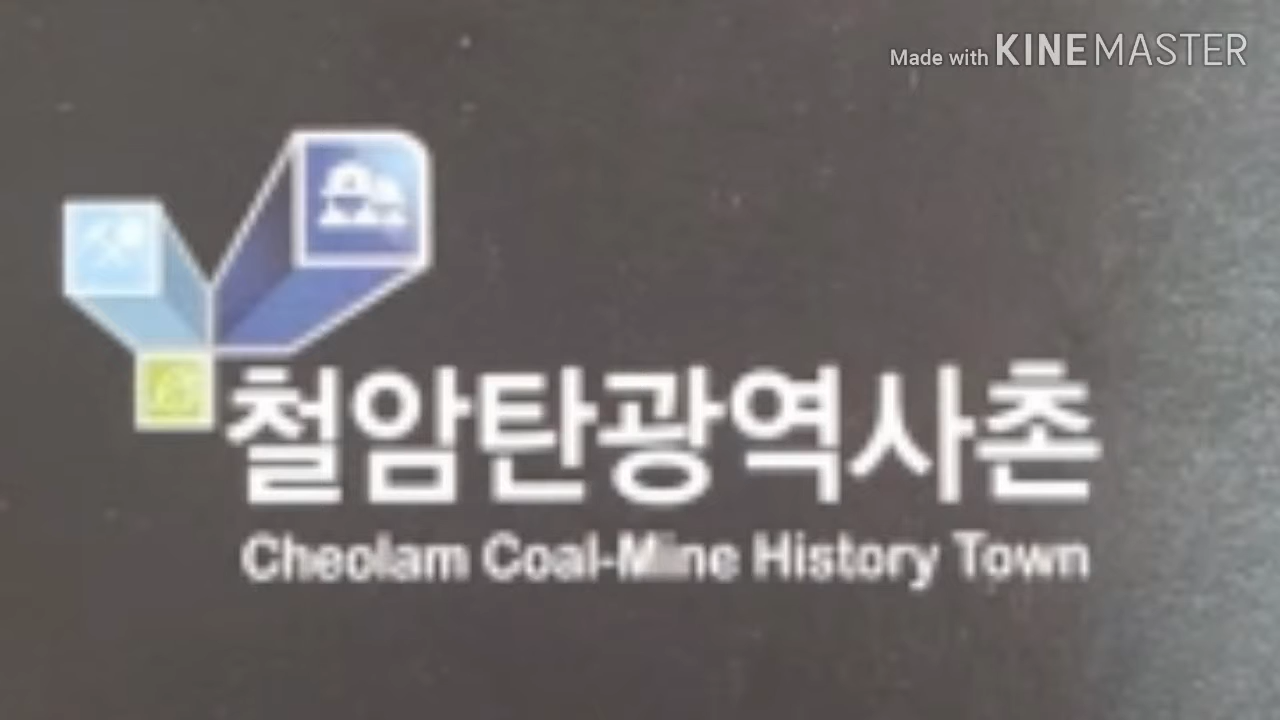 Made with KINEMASTER
철암탄광역사촌
Cheolam Coal-Mine History Town